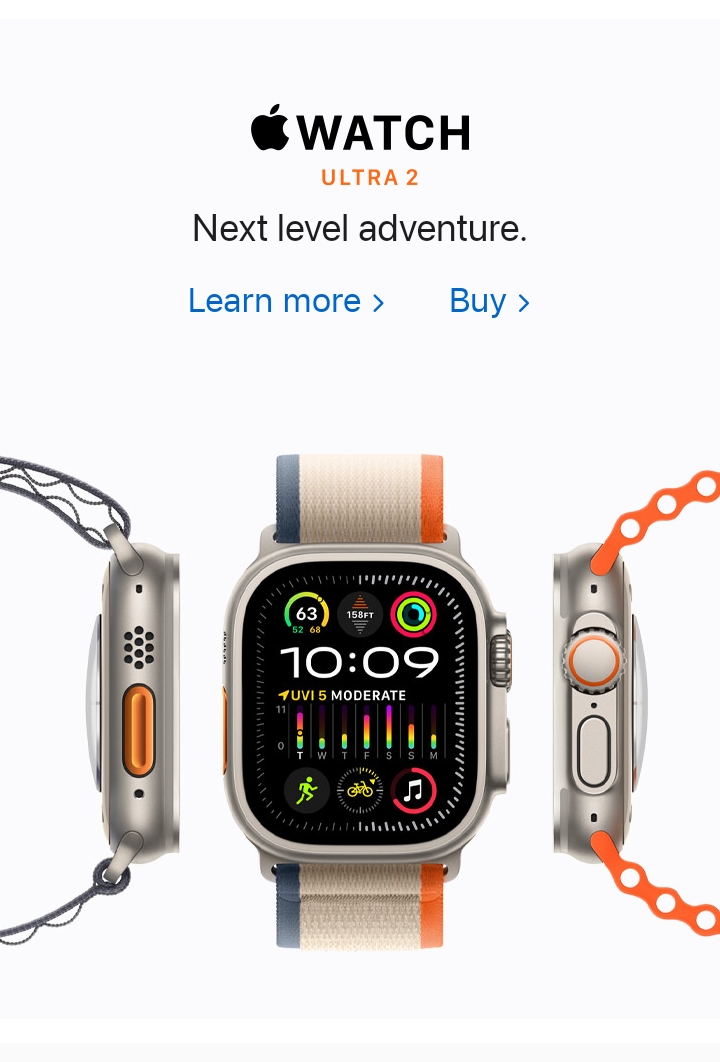 WATCH
ULTRA 2
Next level adventure.
Learn more >
Buy >
63
52 68
158FT
10:09
UVI 5 MODERATE
11
0
T W T F S S M